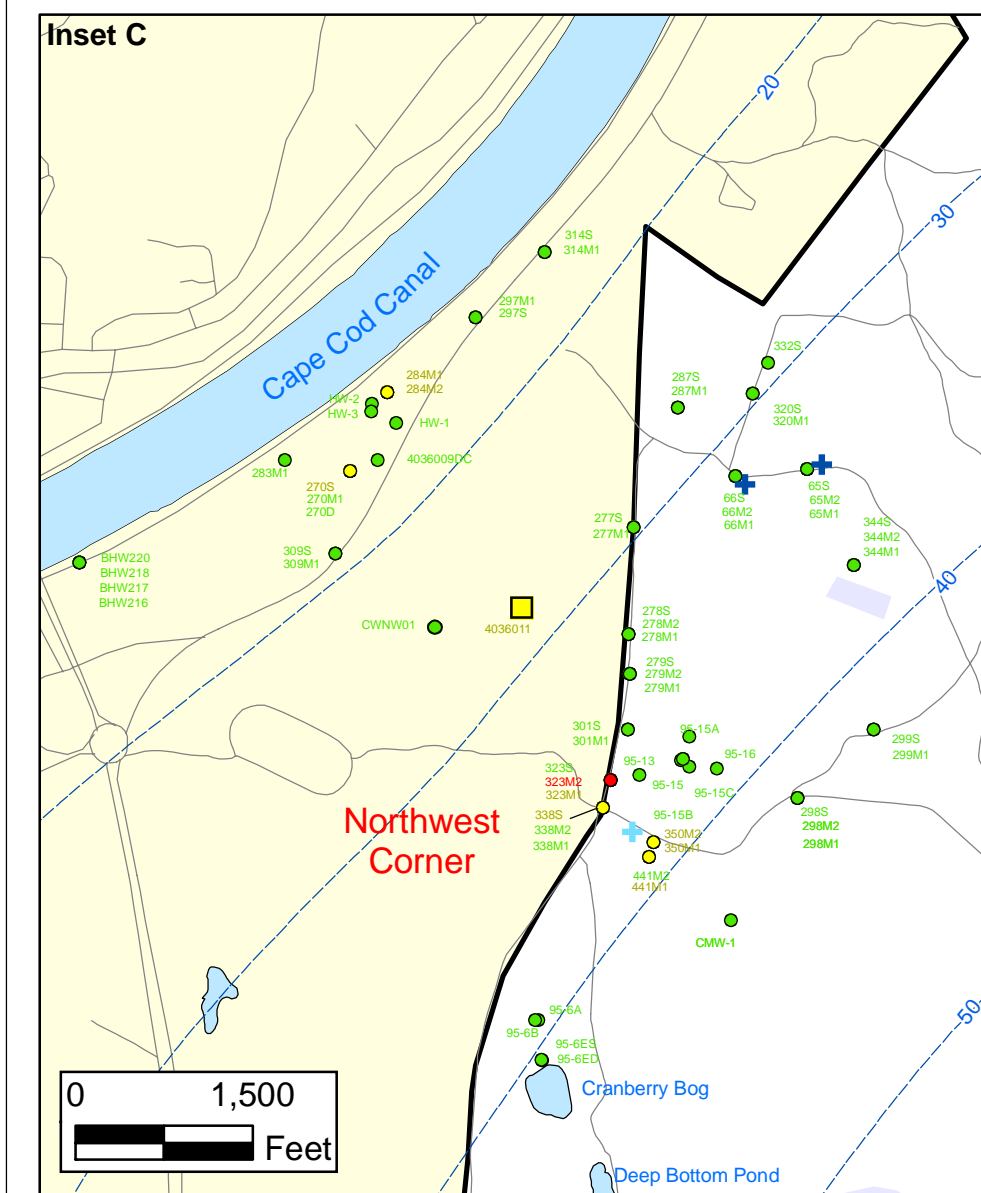 Inset C
20
30
314S
314M1
Cape Cod Canal
297M1
297S
332S
284M1
284M2
287S
287M1
HW-2
HW-3
320S
320M1
HW-1
4036009DC
283M1
270S
270M1
270D
66S
66M2
66M1
65S
65M2
65M1
277S
277M1
344S
344M2
344M1
309S
309M1
BHW220
BHW218
BHW217
BHW216
40
CWNW01
4036011
278S
278M2
278M1
279S
279M2
279M1
301S
301M1
95-15A
299S
299M1
323S
323M2
323M1
95-13
95-15
95-16
95-15C
338S
338M2
338M1
95-15B
298S
298M2
298M1
Northwest
Corner
350M2
350M1
441M2
441M1
CMW-1
50
95-6A
95-6B
95-6ES
95-6ED
Cranberry Bog
0 1,500
Feet
Deep Bottom Pond